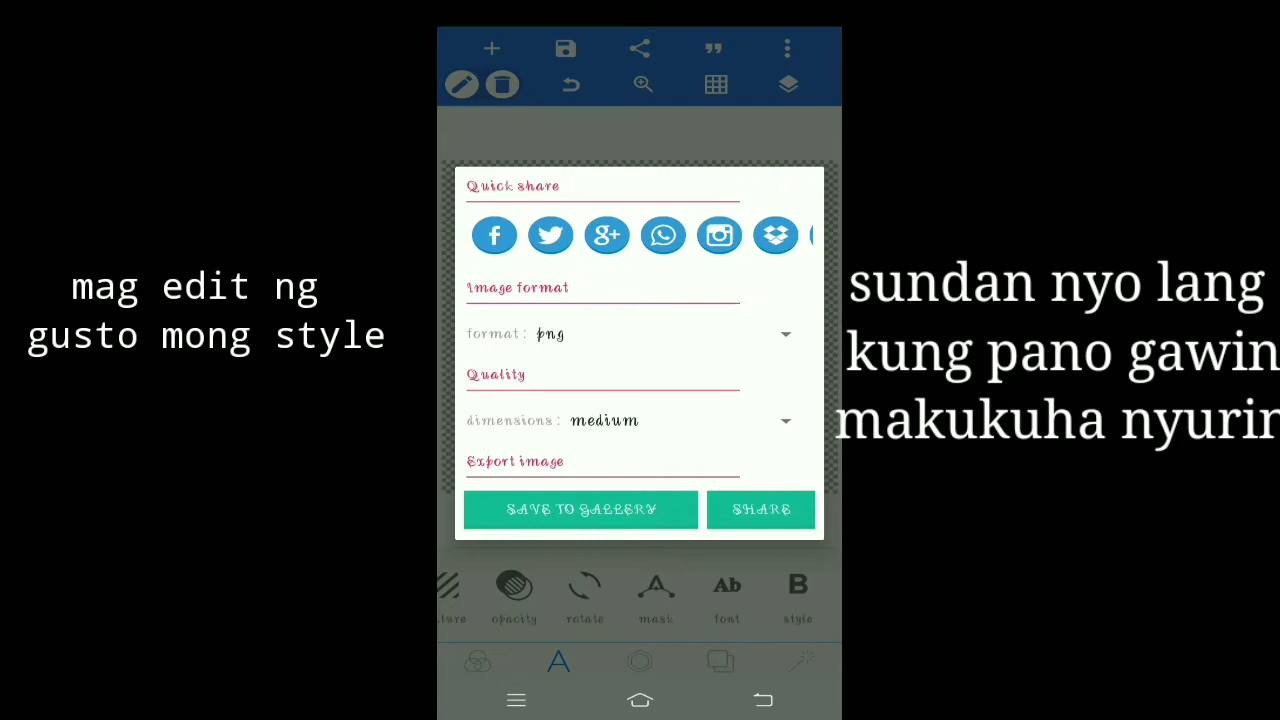 mag edit ng
gusto mong style
Quick share
Image format
format: png
Quality
dimensions: medium
Export image
SAVE TO GALLERY
SHARE
opacity
rotate
mask
Ab
font
B
style
A
sundan nyo lang
kung pano gawin
makukuha nyurin